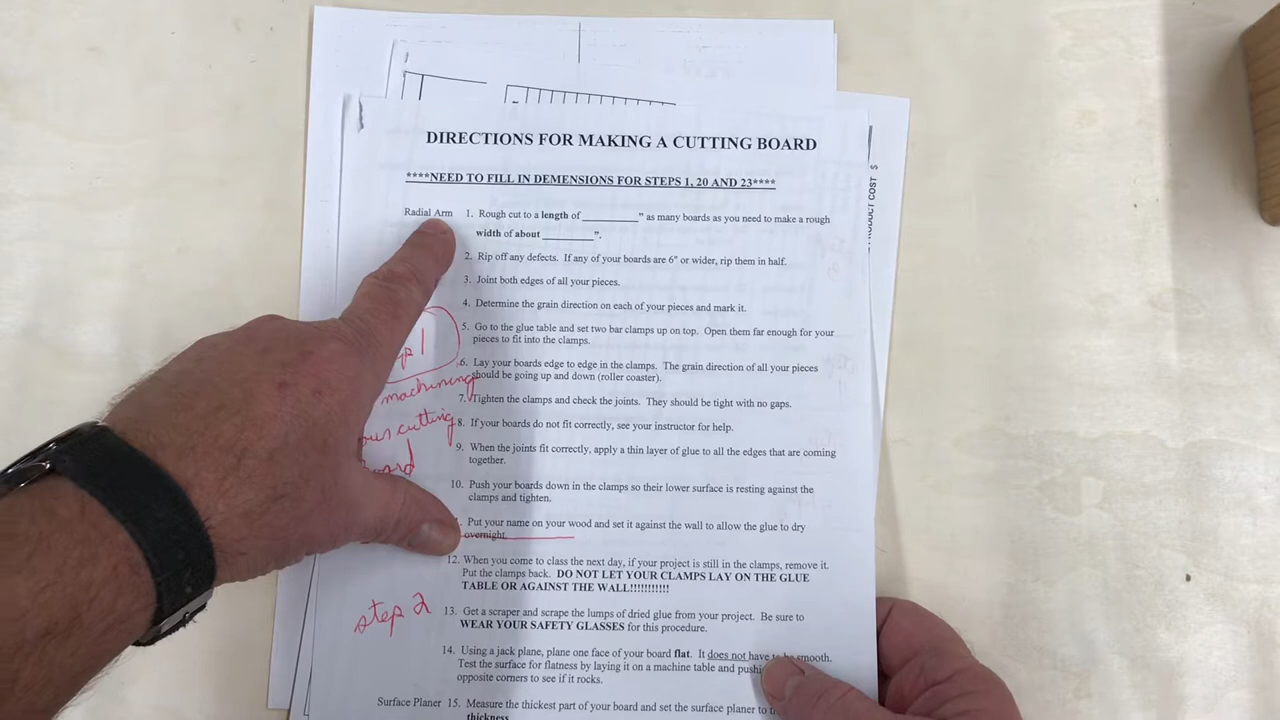 DIRECTIONS FOR MAKING A CUTTING BOARD
****NEED TO FILL IN DEMENSIONS FOR STEPS 1, 20 AND 23****
Radial Arm 1. Rough cut to a length of _________" as many boards as you need to make a rough
width of about ________".
2. Rip off any defects. If any of your boards are 6" or wider, rip them in half.
3. Joint both edges of all your pieces.
4. Determine the grain direction on each of your pieces and mark it.
5. Go to the glue table and set two bar clamps up on top. Open them far enough for your
pieces to fit into the clamps.
6. Lay your boards edge to edge in the clamps. The grain direction of all your pieces
should be going up and down (roller coaster).
7. Tighten the clamps and check the joints. They should be tight with no gaps.
8. If your boards do not fit correctly, see your instructor for help.
9. When the joints fit correctly, apply a thin layer of glue to all the edges that are coming
together.
10. Push your boards down in the clamps so their lower surface is resting against the
clamps and tighten.
Put your name on your wood and set it against the wall to allow the glue to dry
overnight.
12. When you come to class the next day, if your project is still in the clamps, remove it.
Put the clamps back. DO NOT LET YOUR CLAMPS LAY ON THE GLUE
TABLE OR AGAINST THE WALL!!!!!!!!!!!
13. Get a scraper and scrape the lumps of dried glue from your project. Be sure to
WEAR YOUR SAFETY GLASSES for this procedure.
14. Using a jack plane, plane one face of your board flat. It does not have to be smooth.
Test the surface for flatness by laying it on a machine table and
opposite corners to see if it rocks.
Surface Planer 15. Measure the thickest part of your board and set the surface planer to
thickness
1
machining
cutting
step 2
PRODUCT COST $